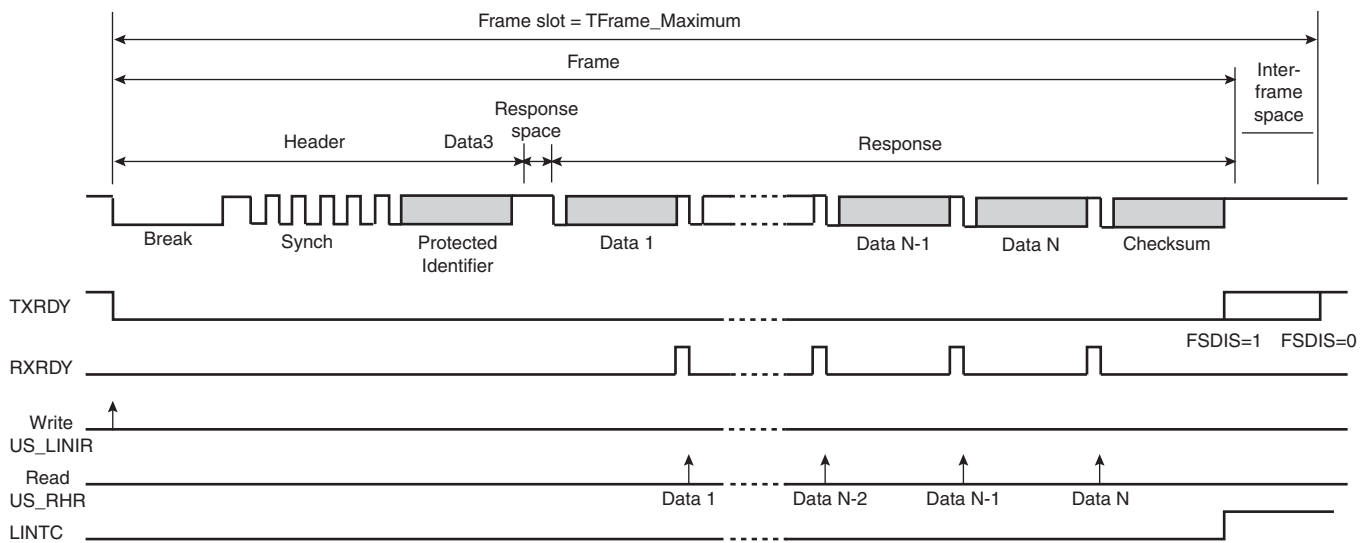 Frame slot = TFrame_Maximum
Frame
Inter-
frame
space
Response
space
Header
Data3
Response
Break
Synch
Protected
Identifier
Data 1
Data N-1
Data N
Checksum
TXRDY
FSDIS=1
FSDIS=0
RXRDY
Write
US_LINIR
Read
US_RHR
Data 1
Data N-2
Data N-1
Data N
LINTC